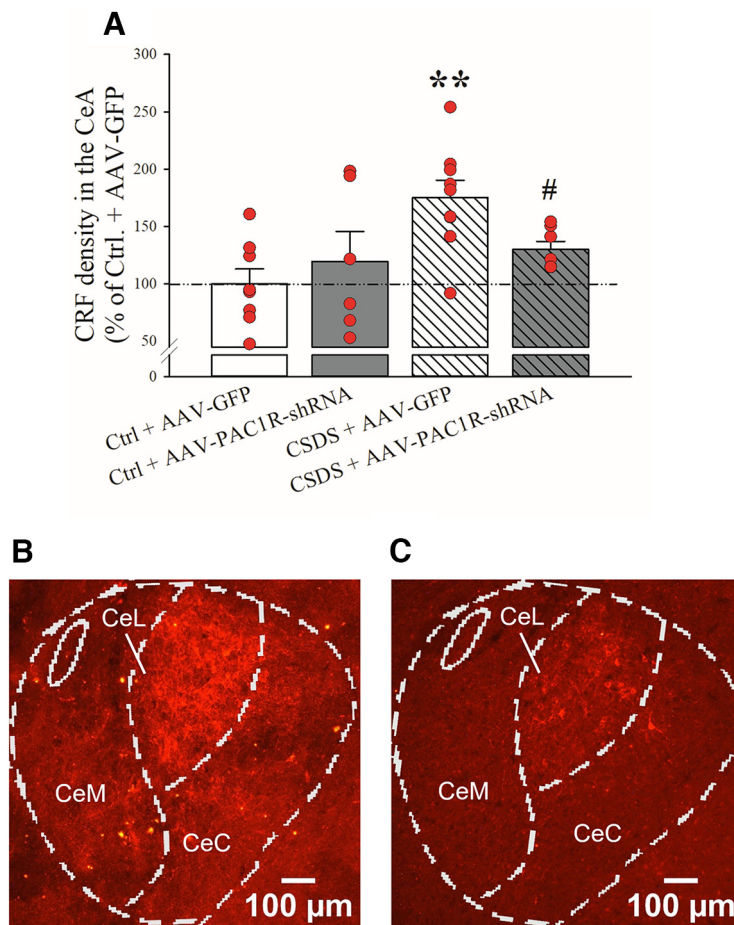 A
CRF density in the CeA
(% of Ctrl. + AAV-GFP
300
250
200
150
100
50
0
**
#
Ctrl + AAV-GFP
Ctrl + AAV-PAC1R-shRNA
CSDS + AAV-GFP
CSDS + AAV-PAC1R-shRNA
B
CeL
CeM
CeC
100 µm
C
CeL
CeM
CeC
100 µm